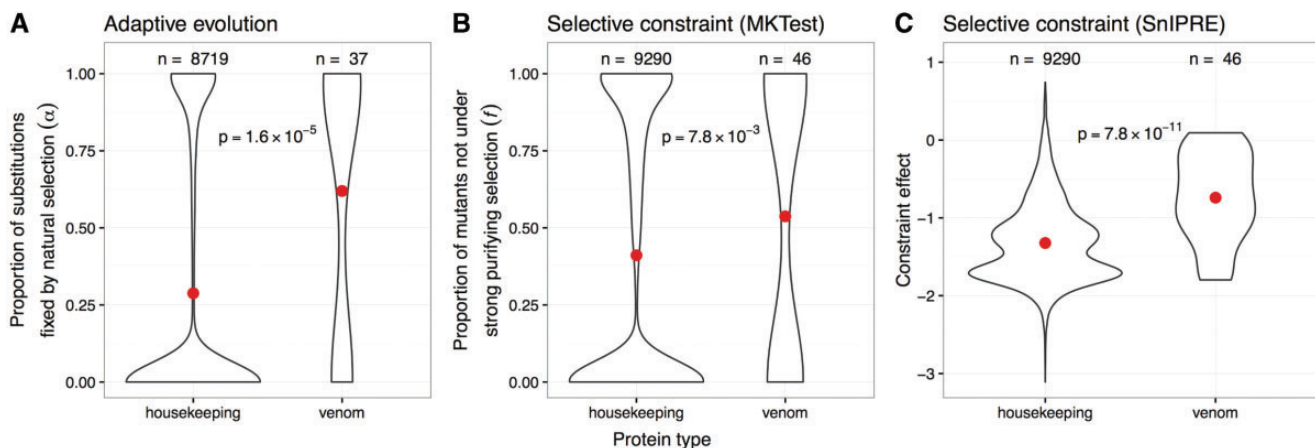 A Adaptive evolution
n = 8719 n = 37
p = 1.6 × 10⁻⁵
Proportion of substitutions
fixed by natural selection (α)
1.00
0.75
0.50
0.25
0.00
housekeeping venom
B Selective constraint (MKTest)
n = 9290 n = 46
p = 7.8 × 10⁻³
Proportion of mutants not under
strong purifying selection (f)
1.00
0.75
0.50
0.25
0.00
housekeeping venom
Protein type
C Selective constraint (SnIPRE)
n = 9290 n = 46
p = 7.8 × 10⁻¹¹
Constraint effect
1
0
−1
−2
−3
housekeeping venom